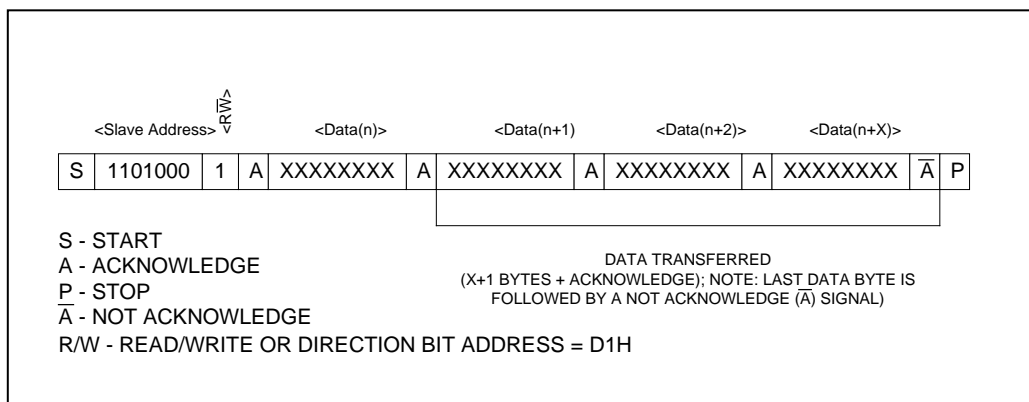 <Slave Address> <RW̅> <Data(n)> <Data(n+1) <Data(n+2)> <Data(n+X)>
S 1101000 1 A XXXXXXXX A XXXXXXXX A XXXXXXXX A XXXXXXXX A̅ P
S - START
A - ACKNOWLEDGE
P - STOP
A̅ - NOT ACKNOWLEDGE
R/W - READ/WRITE OR DIRECTION BIT ADDRESS = D1H
DATA TRANSFERRED
(X+1 BYTES + ACKNOWLEDGE); NOTE: LAST DATA BYTE IS
FOLLOWED BY A NOT ACKNOWLEDGE (A̅) SIGNAL)